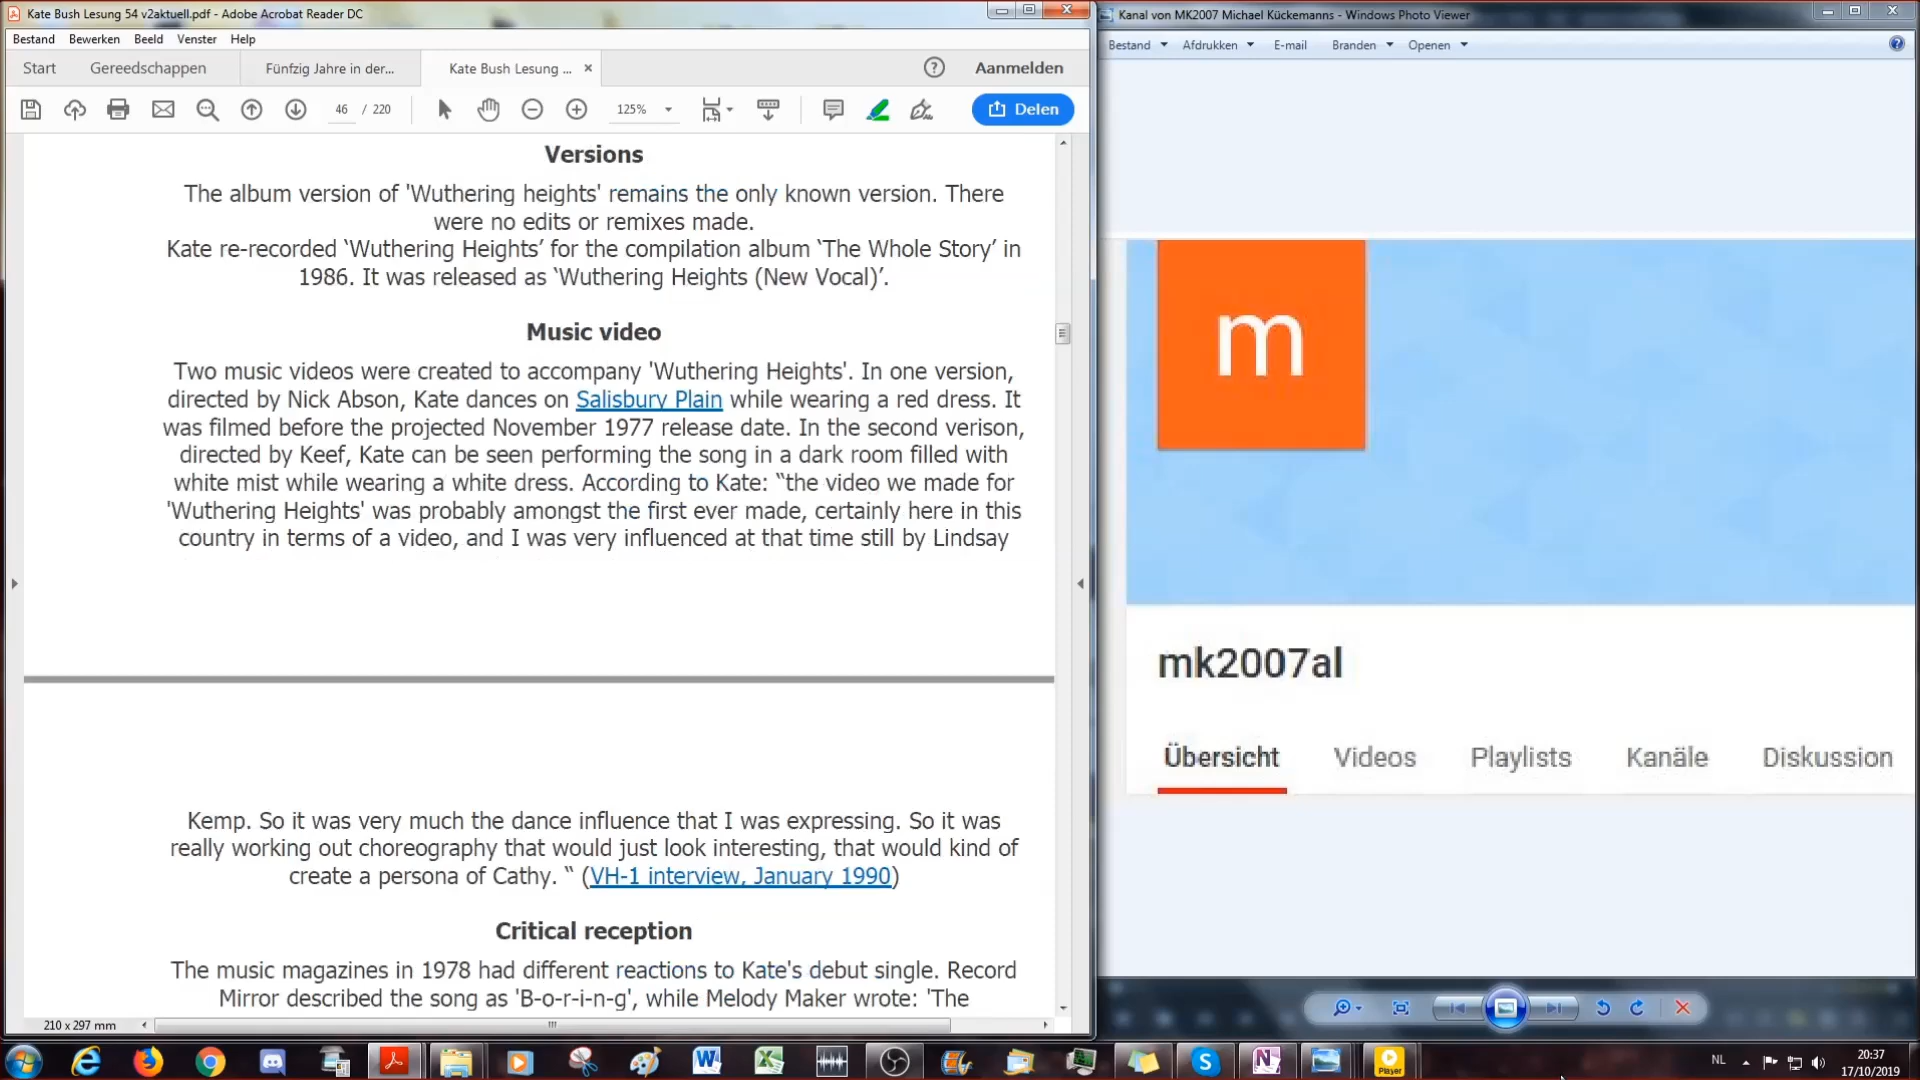 Kate Bush Lesung 54 v2aktuell.pdf - Adobe Acrobat Reader DC
Bestand Bewerken Beeld Venster Help
Start Gereedschappen Fünfzig Jahre in der... Kate Bush Lesung ... × Aanmelden
46 / 220 125% Delen
Versions
The album version of 'Wuthering heights' remains the only known version. There
were no edits or remixes made.
Kate re-recorded ‘Wuthering Heights’ for the compilation album ‘The Whole Story’ in
1986. It was released as ‘Wuthering Heights (New Vocal)’.
Music video
Two music videos were created to accompany 'Wuthering Heights'. In one version,
directed by Nick Abson, Kate dances on Salisbury Plain while wearing a red dress. It
was filmed before the projected November 1977 release date. In the second verison,
directed by Keef, Kate can be seen performing the song in a dark room filled with
white mist while wearing a white dress. According to Kate: “the video we made for
'Wuthering Heights' was probably amongst the first ever made, certainly here in this
country in terms of a video, and I was very influenced at that time still by Lindsay
Kemp. So it was very much the dance influence that I was expressing. So it was
really working out choreography that would just look interesting, that would kind of
create a persona of Cathy. “ (VH-1 interview, January 1990)
Critical reception
The music magazines in 1978 had different reactions to Kate's debut single. Record
Mirror described the song as 'B-o-r-i-n-g', while Melody Maker wrote: 'The
210 x 297 mm
Kanal von MK2007 Michael Kückemanns - Windows Photo Viewer
Bestand Afdrukken E-mail Branden Openen
m
mk2007al
Übersicht Videos Playlists Kanäle Diskussion
Player
NL
20:37
17/10/2019